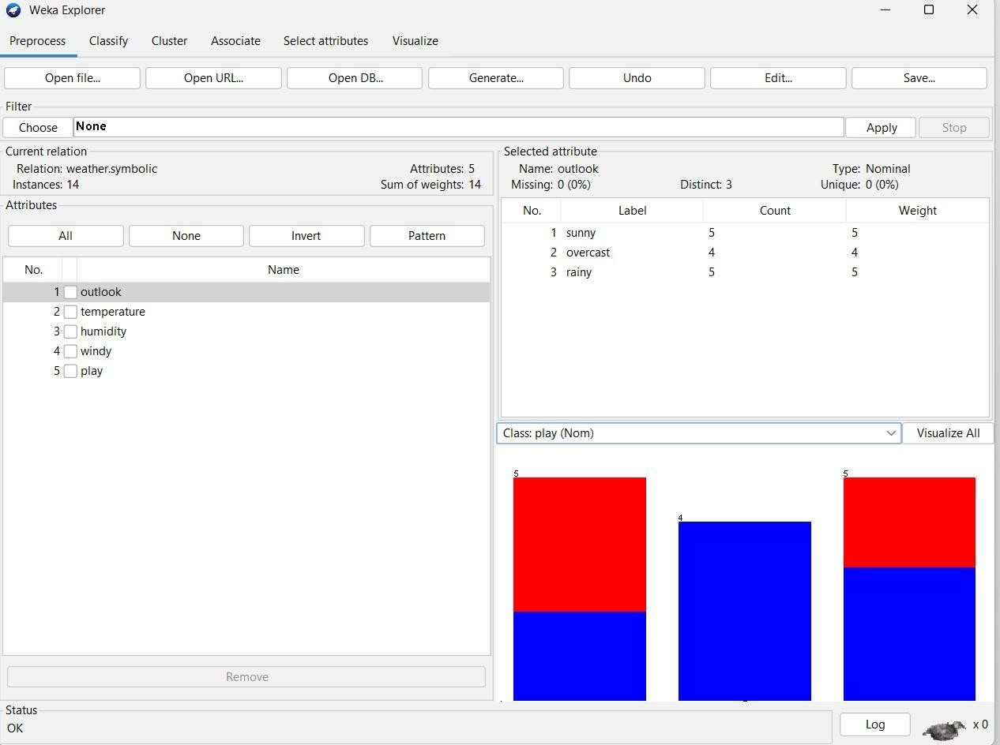 Weka Explorer
Preprocess Classify Cluster Associate Select attributes Visualize
Open file... Open URL... Open DB... Generate... Undo Edit... Save...
Filter
Choose None Apply Stop
Current relation
Relation: weather.symbolic Attributes: 5
Instances: 14 Sum of weights: 14
Attributes
All None Invert Pattern
No. Name
1 outlook
2 temperature
3 humidity
4 windy
5 play
Remove
Selected attribute
Name: outlook Type: Nominal
Missing: 0 (0%) Distinct: 3 Unique: 0 (0%)
No. Label Count Weight
1 sunny 5 5
2 overcast 4 4
3 rainy 5 5
Class: play (Nom) Visualize All
5 5
4
Status
OK
Log x 0